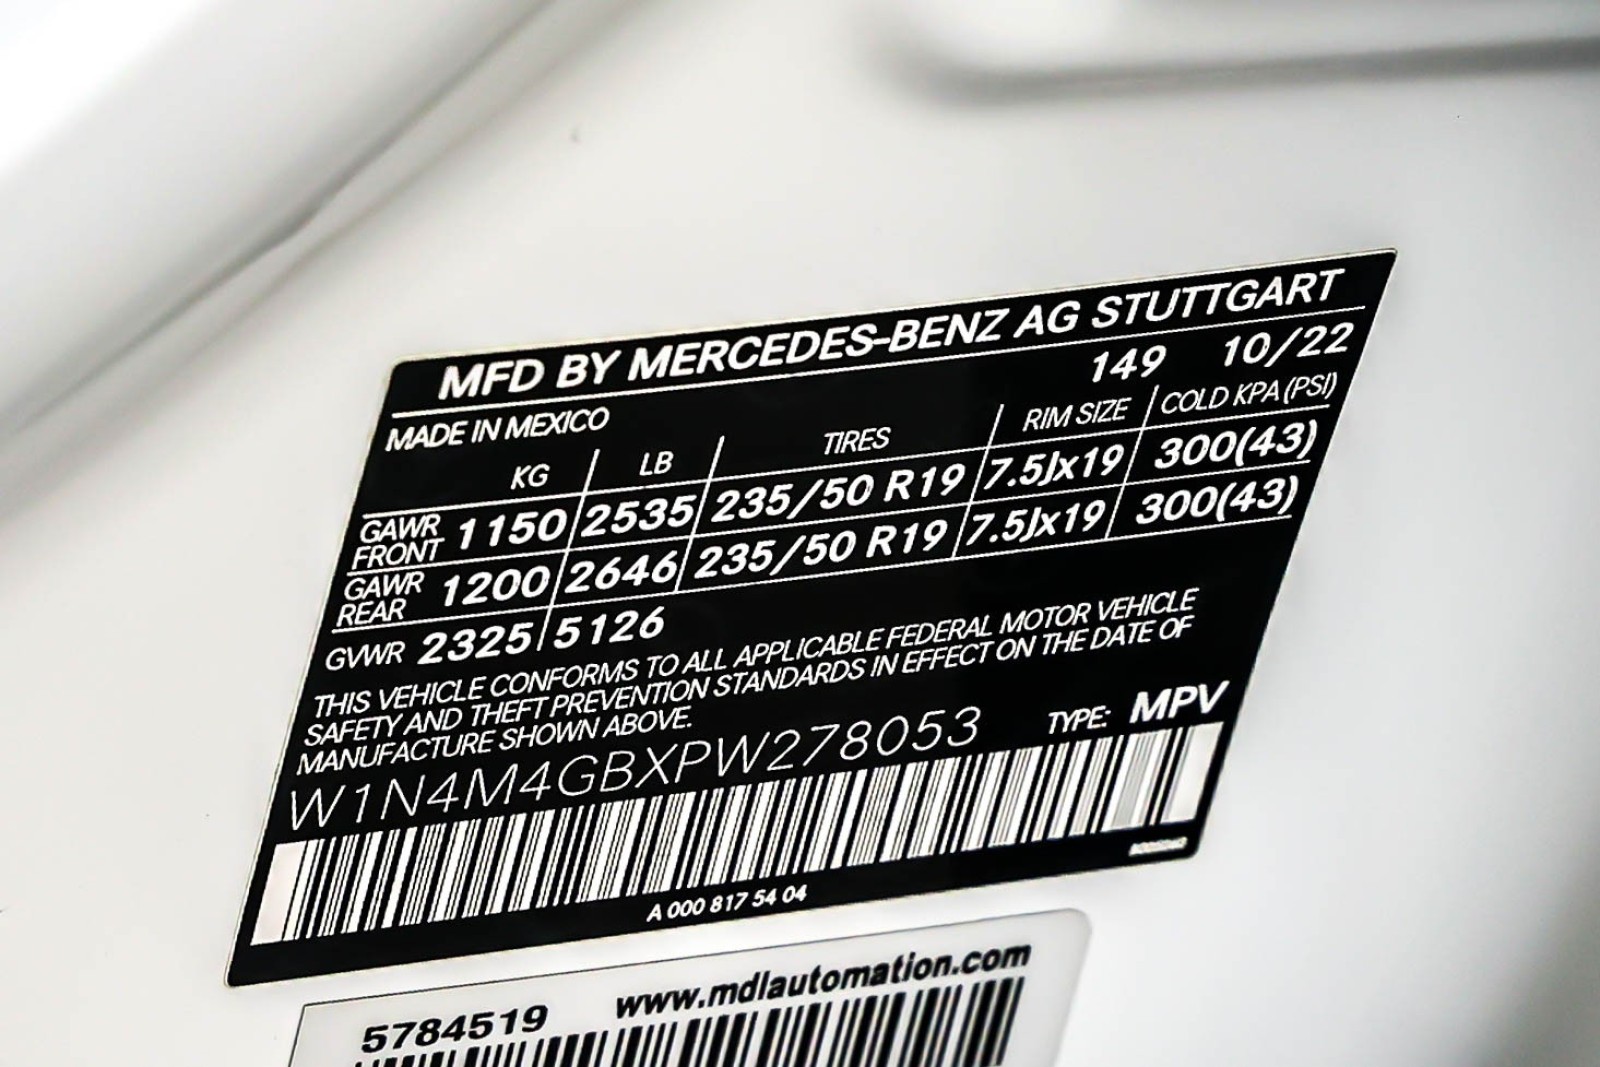 MFD BY MERCEDES-BENZ AG STUTTGART
149 10/22
MADE IN MEXICO
KG LB TIRES RIM SIZE COLD KPA (PSI)
GAWR FRONT 1150 2535 235/50 R19 7.5Jx19 300(43)
GAWR REAR 1200 2646 235/50 R19 7.5Jx19 300(43)
GVWR 2325 5126
THIS VEHICLE CONFORMS TO ALL APPLICABLE FEDERAL MOTOR VEHICLE
SAFETY AND THEFT PREVENTION STANDARDS IN EFFECT ON THE DATE OF
MANUFACTURE SHOWN ABOVE.
W1N4M4GBXPW278053 TYPE: MPV
A 000 817 54 04
5784519 www.mdlautomation.com